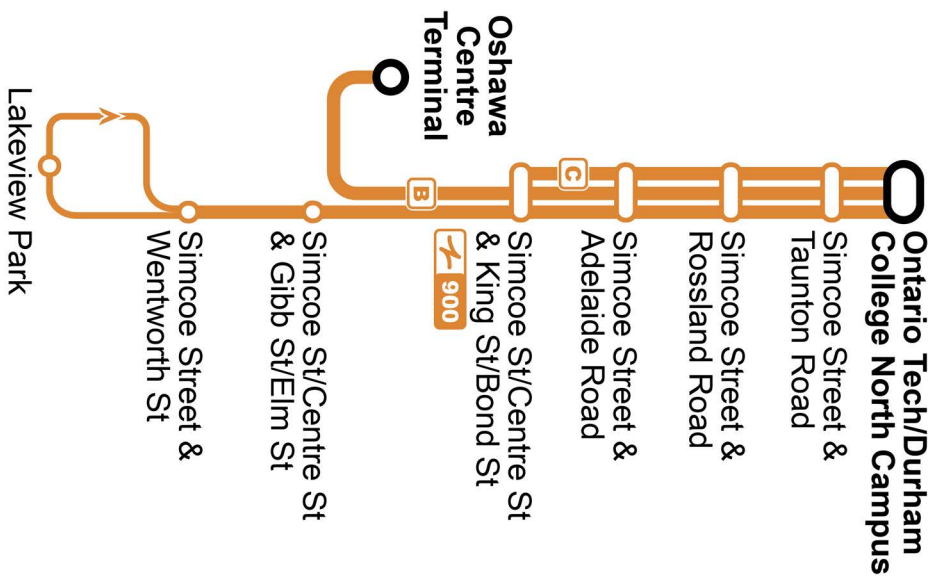 Ontario Tech/Durham
College North Campus
Simcoe Street &
Taunton Road
Simcoe Street &
Rossland Road
C
Simcoe Street &
Adelaide Road
Simcoe St/Centre St
& King St/Bond St
900
Oshawa
Centre
Terminal
B
Simcoe St/Centre St
& Gibb St/Elm St
Simcoe Street &
Wentworth St
Lakeview Park